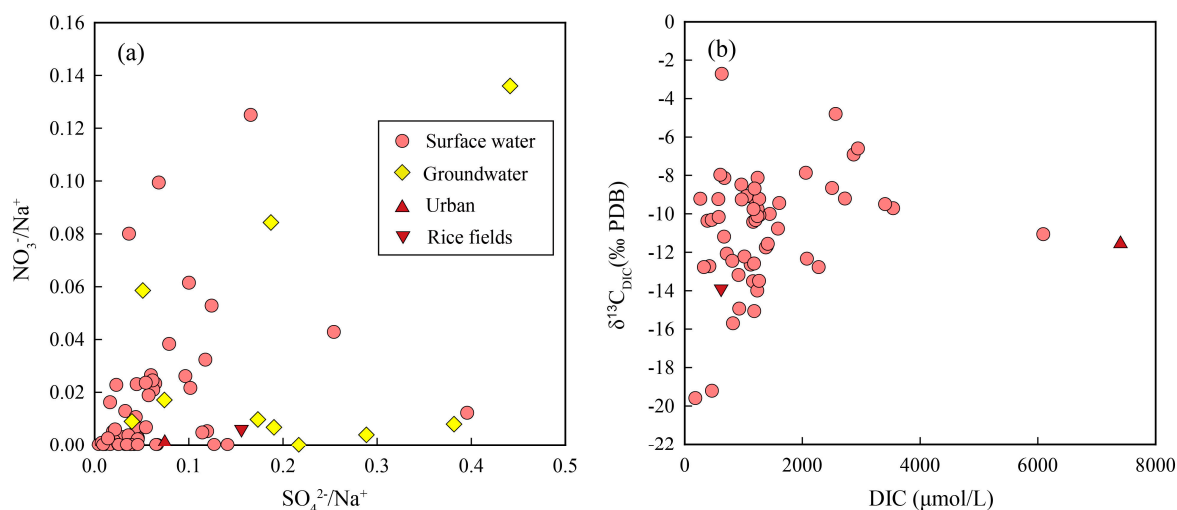 (a)
0.16
0.14
0.12
0.10
0.08
0.06
0.04
0.02
0.00
NO₃⁻/Na⁺
0.0 0.1 0.2 0.3 0.4 0.5
SO₄²⁻/Na⁺
Surface water
Groundwater
Urban
Rice fields
(b)
0
-2
-4
-6
-8
-10
-12
-14
-16
-18
-20
-22
δ¹³C_DIC(‰ PDB)
0 2000 4000 6000 8000
DIC (μmol/L)